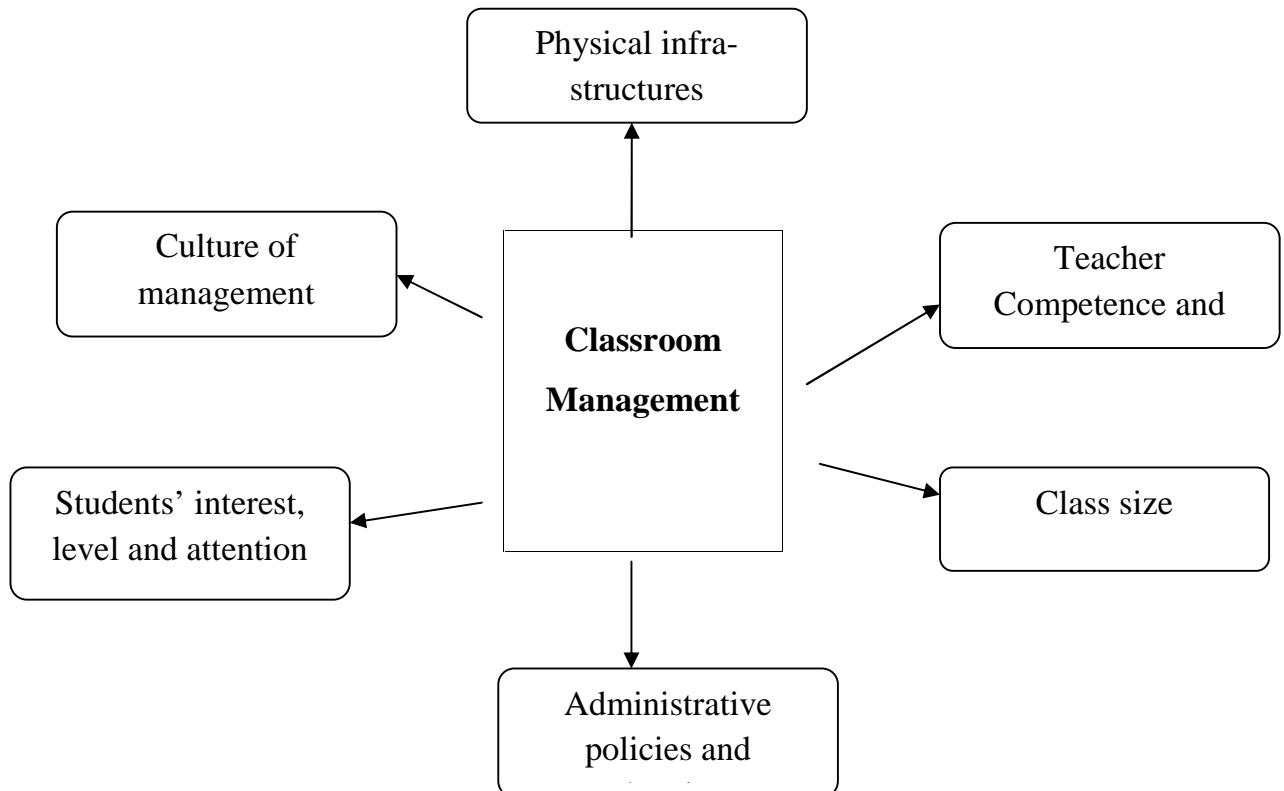 Physical infra-
structures
Culture of
management
Teacher
Competence and
Classroom
Management
Students’ interest,
level and attention
Class size
Administrative
policies and